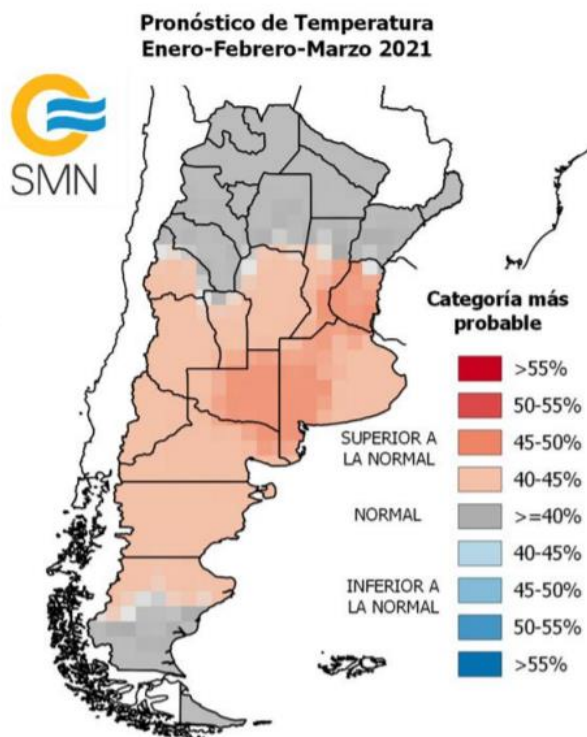 Pronóstico de Temperatura
Enero-Febrero-Marzo 2021
SMN
Categoría más
probable
>55%
50-55%
45-50%
SUPERIOR A
LA NORMAL
40-45%
NORMAL
>=40%
40-45%
INFERIOR A
LA NORMAL
45-50%
50-55%
>55%